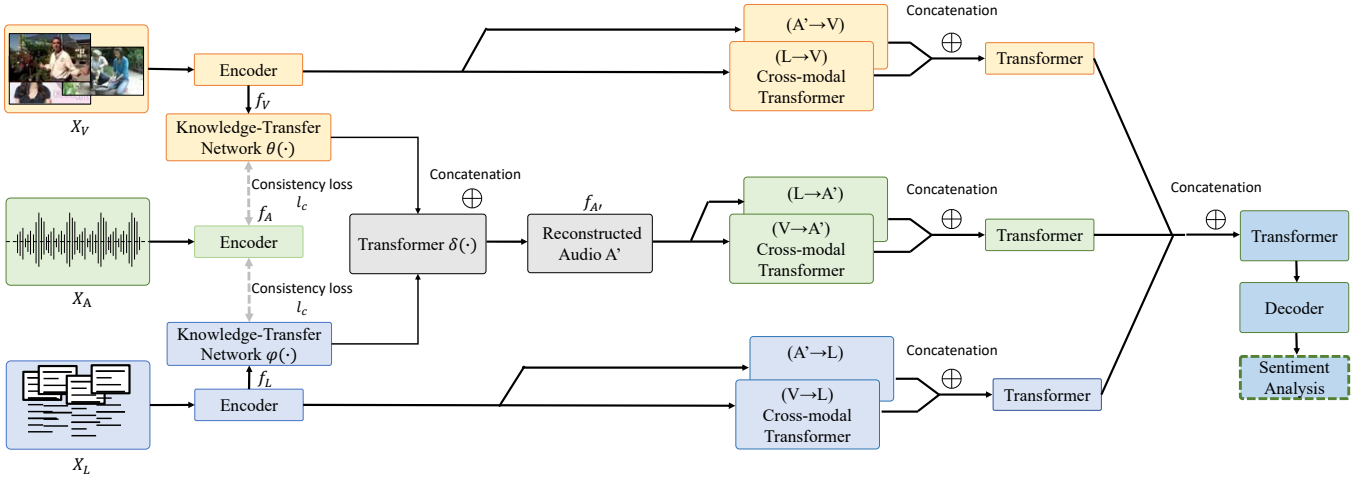 X_V
Encoder
f_V
Knowledge-Transfer
Network θ(·)
Consistency loss
l_c
f_A
Encoder
X_A
Consistency loss
l_c
Knowledge-Transfer
Network φ(·)
f_L
Encoder
X_L
Concatenation
⊕
Transformer δ(·)
f_A′
Reconstructed
Audio A’
(A’→V)
(L→V)
Cross-modal
Transformer
Concatenation
⊕
Transformer
(L→A’)
(V→A’)
Cross-modal
Transformer
Concatenation
⊕
Transformer
(A’→L)
(V→L)
Cross-modal
Transformer
Concatenation
⊕
Transformer
Concatenation
⊕
Transformer
Decoder
Sentiment
Analysis